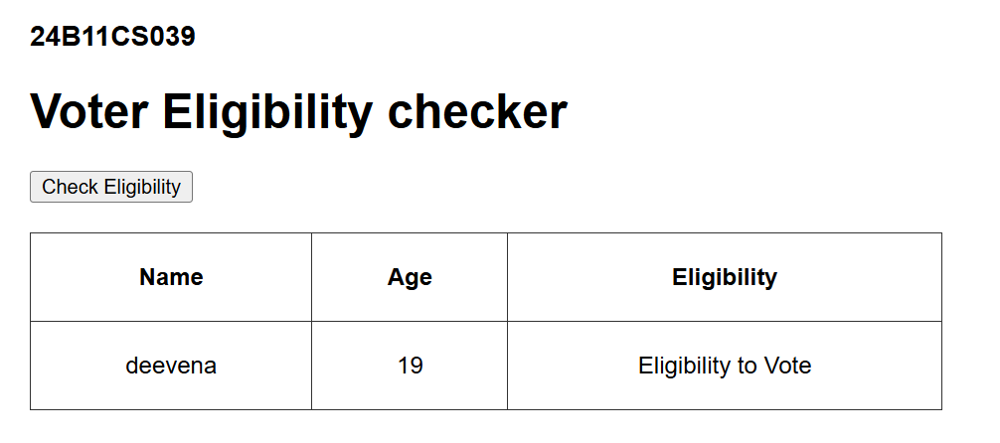 24B11CS039
Voter Eligibility checker
Check Eligibility
Name Age Eligibility
deevena 19 Eligibility to Vote